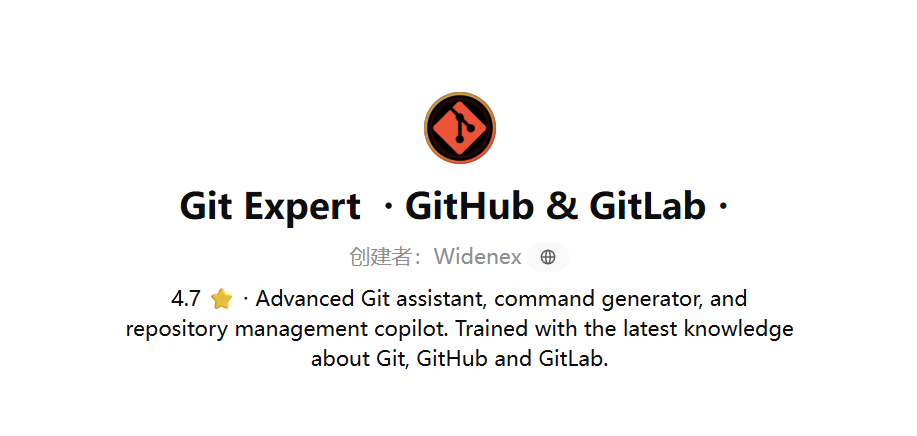 Git Expert · GitHub & GitLab ·
创建者：Widenex
4.7 ⭐ · Advanced Git assistant, command generator, and
repository management copilot. Trained with the latest knowledge
about Git, GitHub and GitLab.